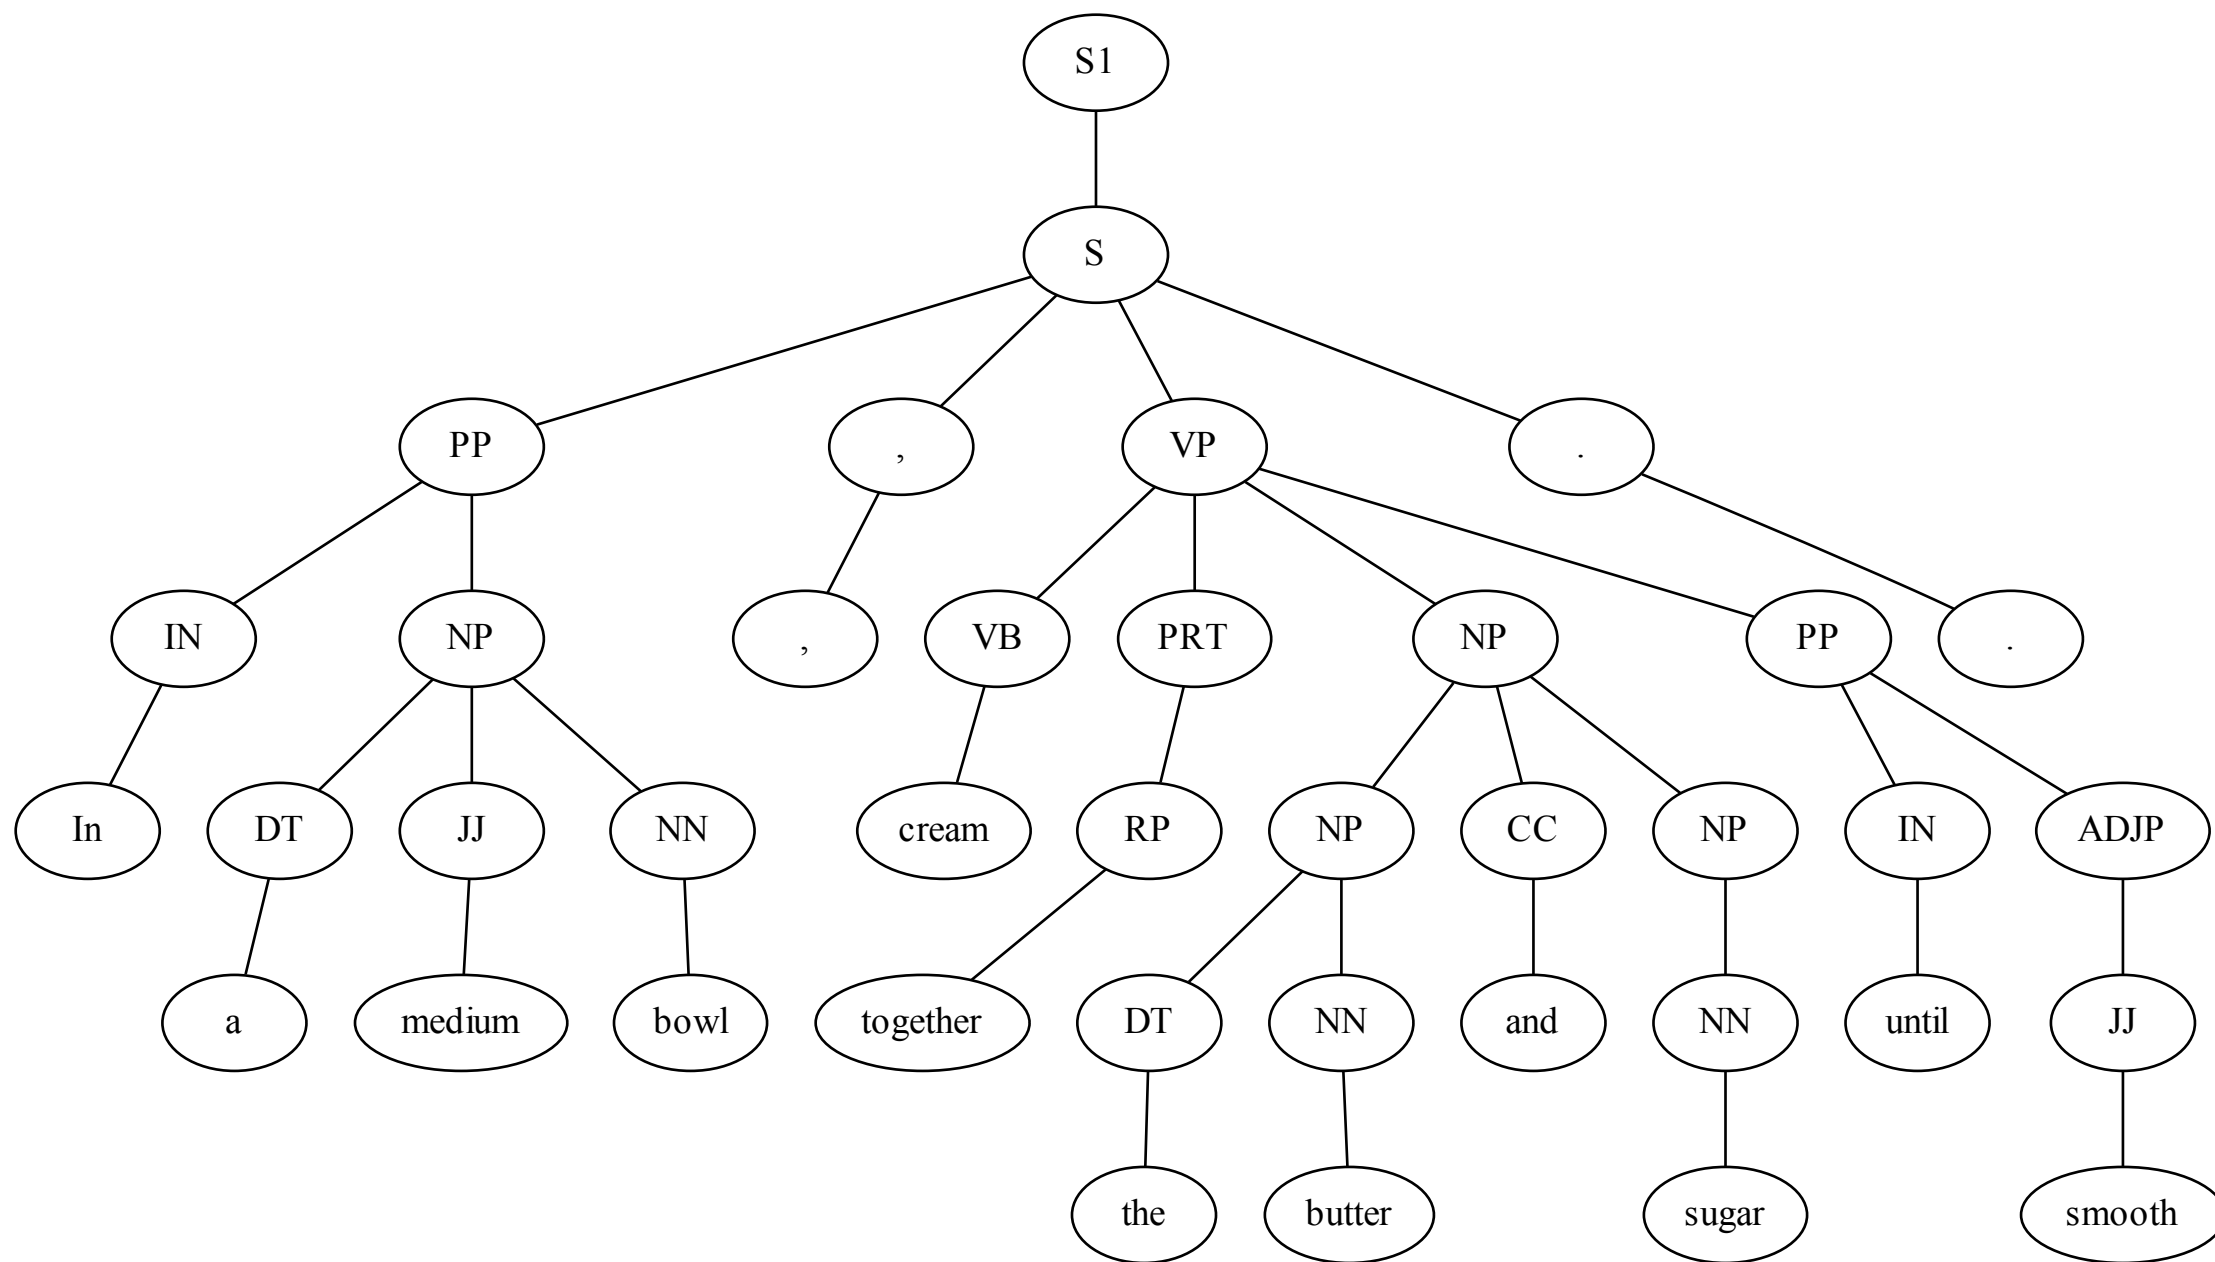 S1
S
PP , VP .
IN NP , VB PRT NP PP .
In DT JJ NN cream RP NP CC NP IN ADJP
a medium bowl together DT NN and NN until JJ
the butter sugar smooth